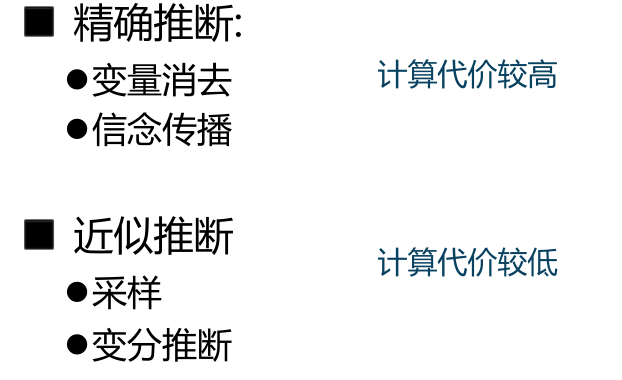 ■ 精确推断:
●变量消去
计算代价较高
●信念传播
■ 近似推断
计算代价较低
●采样
●变分推断